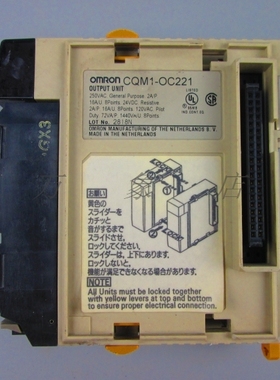 OMRON CQM1-OC221
OUTPUT UNIT
250VAC General Purpose 2A/P
16A/U 8Points 24VDC Resistive
2A/P 16A/U 8Points 120VAC Pilot
Duty 72VA/P 1440VA/U 8Points
LOT No. 2818N
OMRON MANUFACTURING OF THE NETHERLANDS B.V.
MADE IN THE NETHERLANDS
LISTED
IND CONT EQ
GX3
お願い
黄色の
スライダーを
カチッと
音がするまで
スライドさせ、
ロックしてください。
スライダーは、上下にあります。
ロックしないと
機能が満足できなくなる場合があります。
NOTE
All Units must be locked together
with yellow levers at top and bottom
to ensure proper electrical connection.